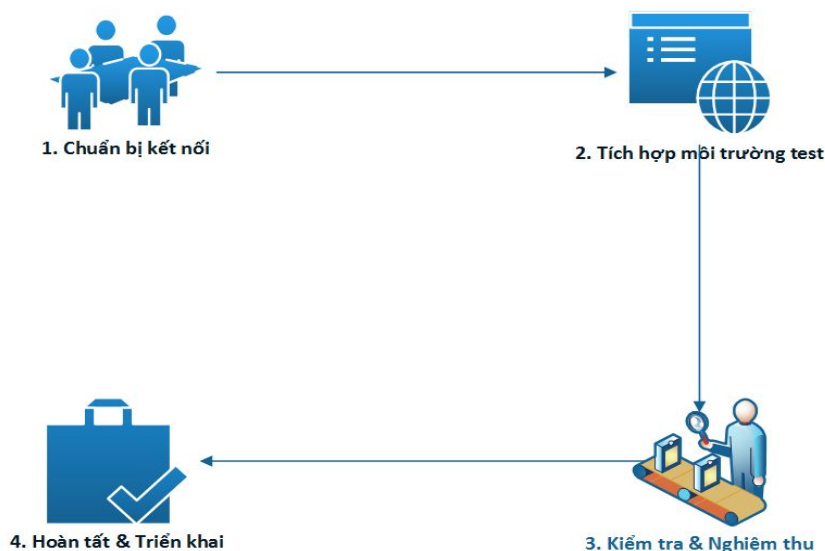 1. Chuẩn bị kết nối
2. Tích hợp môi trường test
4. Hoàn tất & Triển khai
3. Kiểm tra & Nghiệm thu